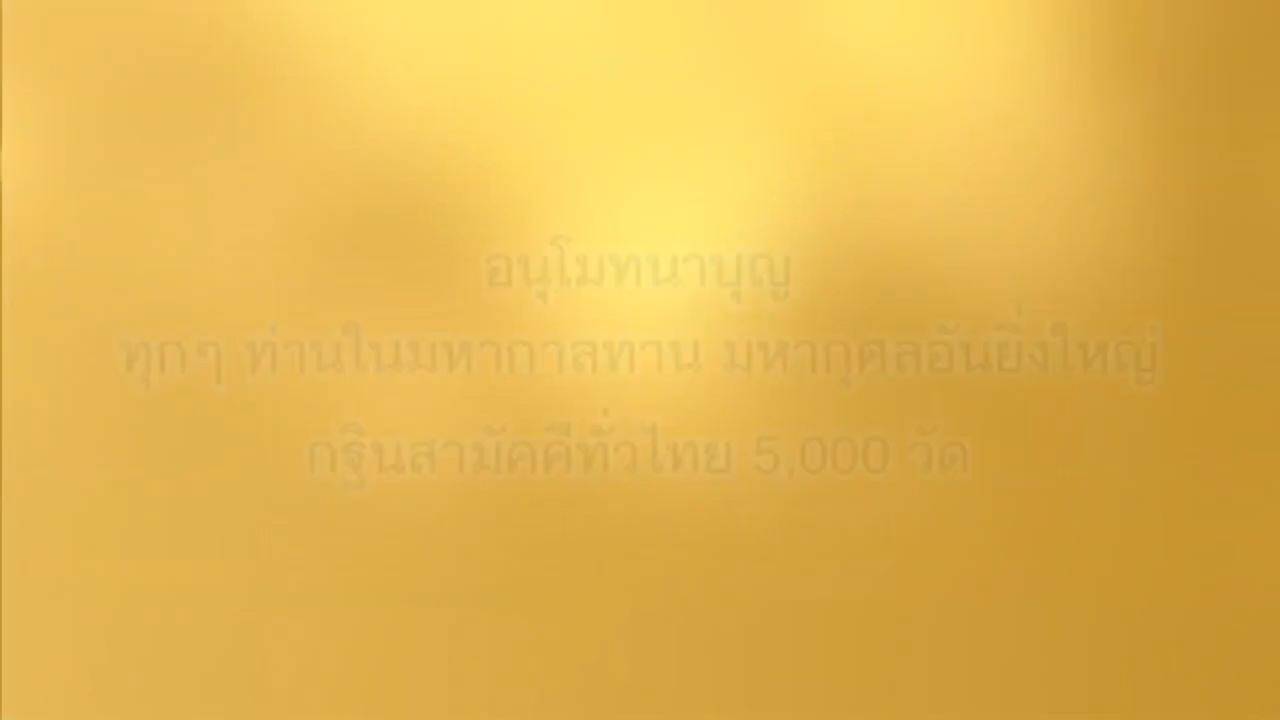 อนุโมทนาบุญ
ทุกๆ ท่านในมหากาลทาน มหากุศลอันยิ่งใหญ่
กฐินสามัคคีทั่วไทย 5,000 วัด